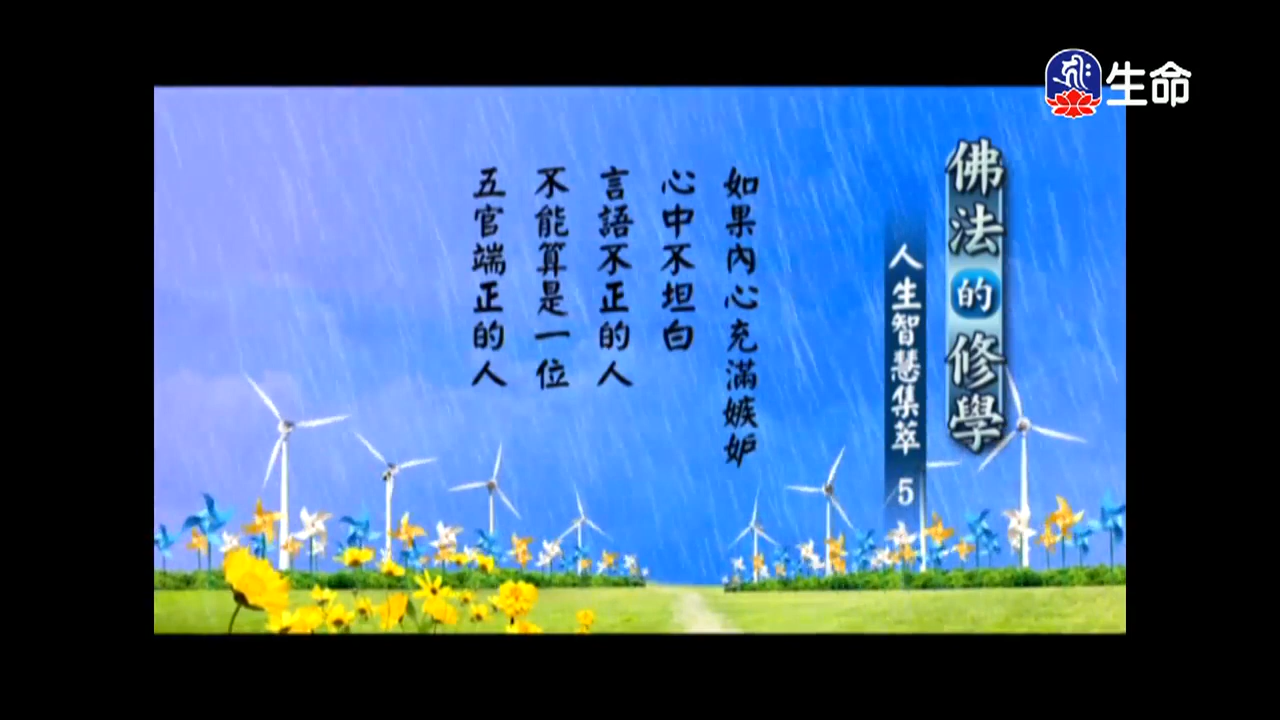 生命
佛法的修學
人生智慧集萃 5
如果內心充滿嫉妒
心中不坦白
言語不正的人
不能算是一位
五官端正的人